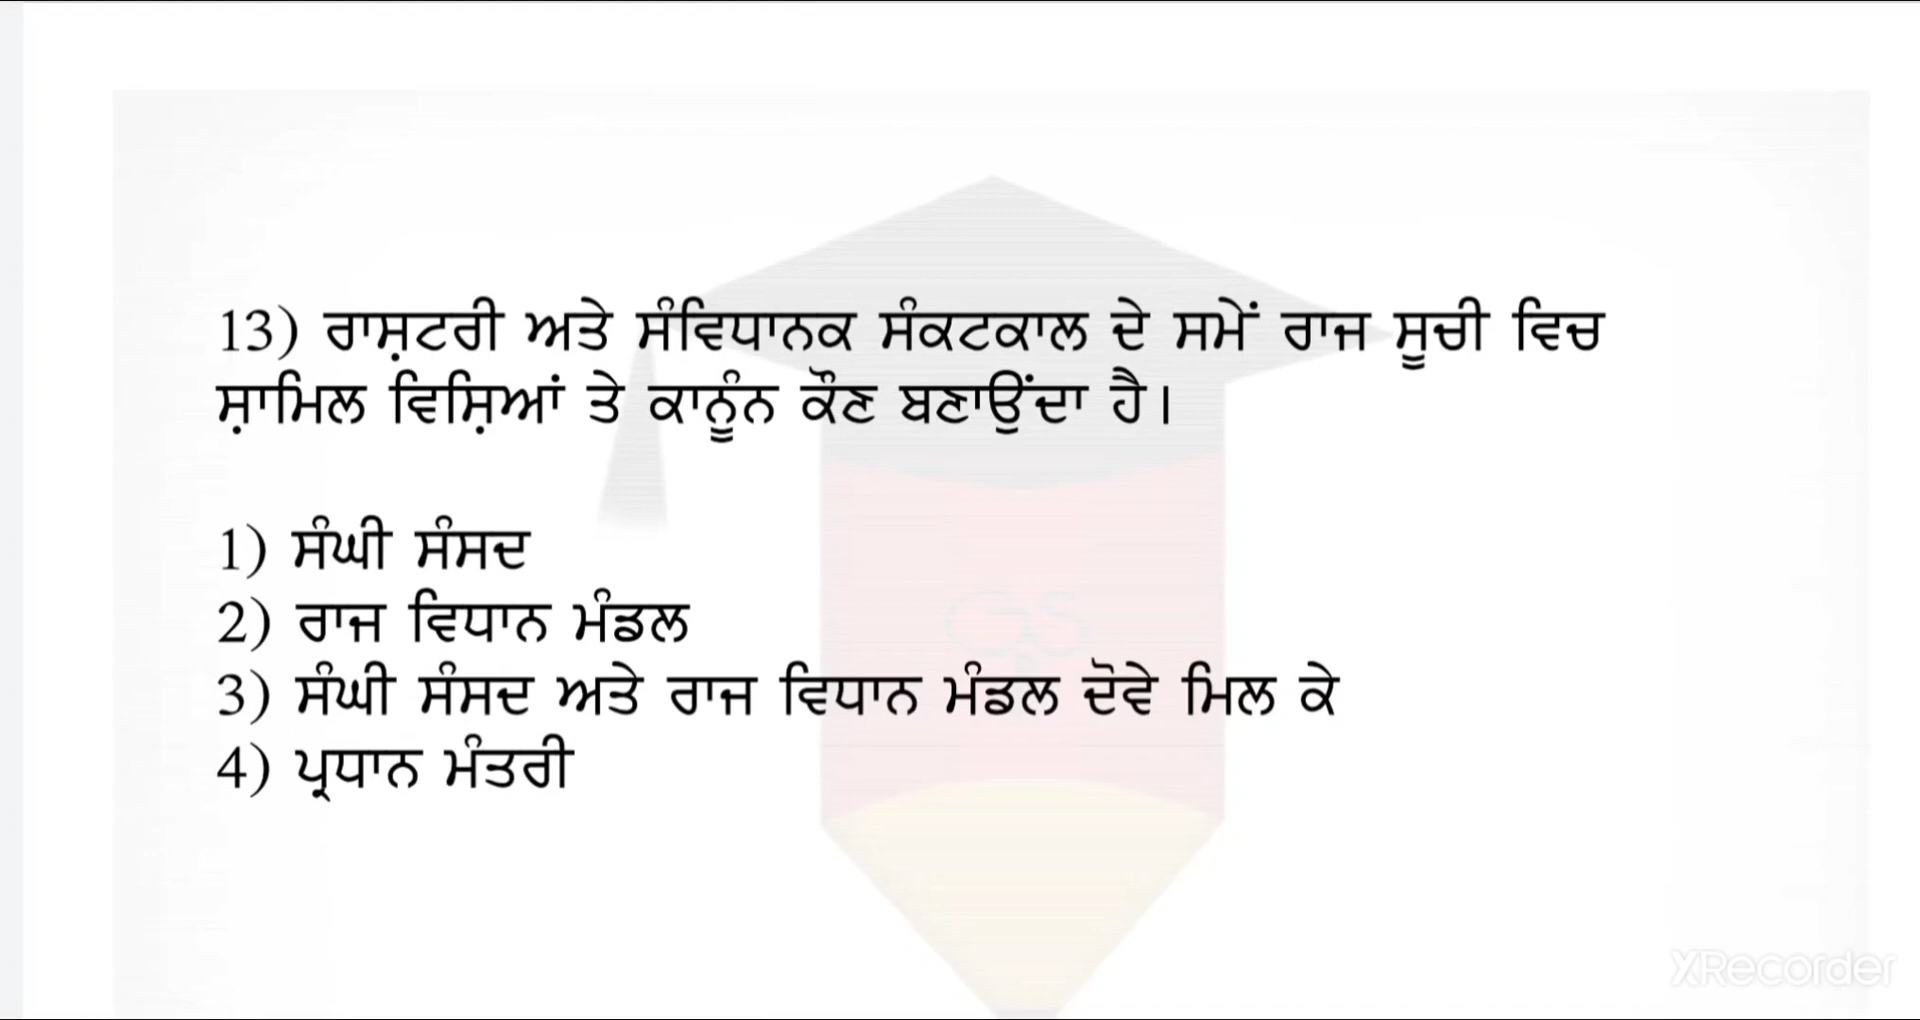 13) ਰਾਸ਼ਟਰੀ ਅਤੇ ਸੰਵਿਧਾਨਕ ਸੰਕਟਕਾਲ ਦੇ ਸਮੇਂ ਰਾਜ ਸੂਚੀ ਵਿਚ
ਸ਼ਾਮਿਲ ਵਿਸ਼ਿਆਂ ਤੇ ਕਾਨੂੰਨ ਕੌਣ ਬਣਾਉਂਦਾ ਹੈ।
1) ਸੰਘੀ ਸੰਸਦ
2) ਰਾਜ ਵਿਧਾਨ ਮੰਡਲ
3) ਸੰਘੀ ਸੰਸਦ ਅਤੇ ਰਾਜ ਵਿਧਾਨ ਮੰਡਲ ਦੋਵੇ ਮਿਲ ਕੇ
4) ਪ੍ਰਧਾਨ ਮੰਤਰੀ
XRecorder